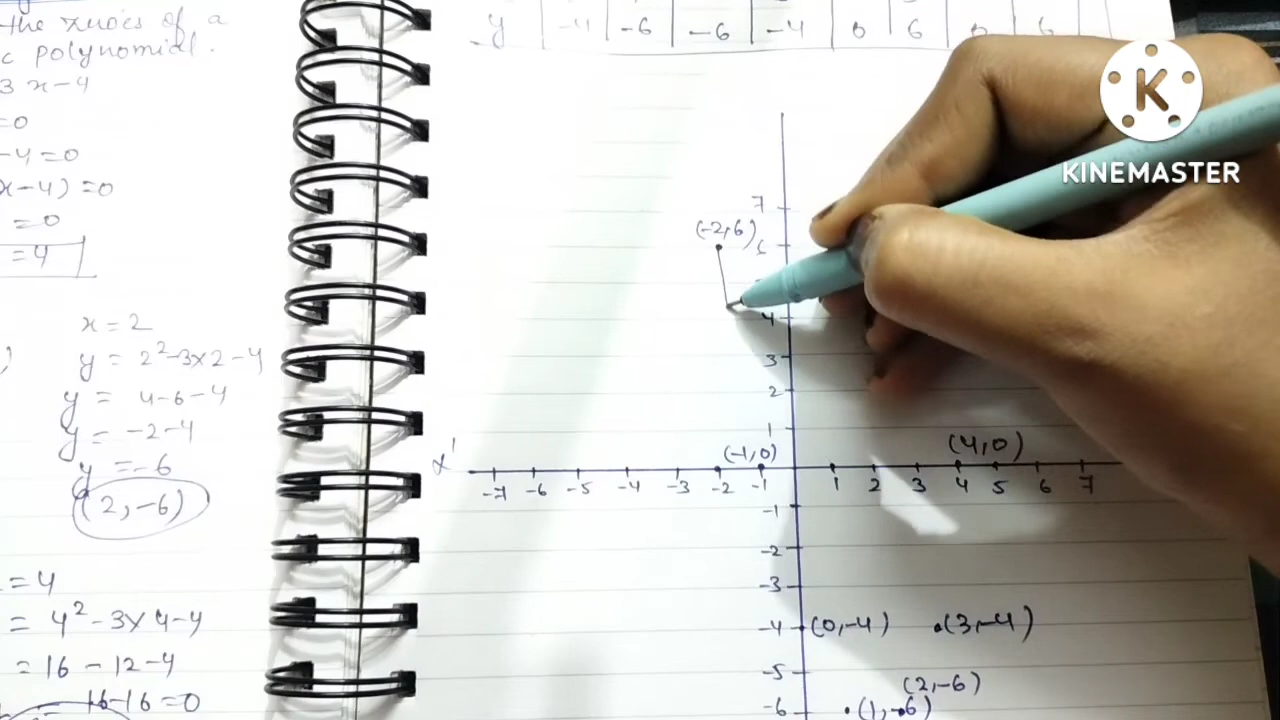 the zeroes of a
c polynomial.
3x-4
=0
-4=0
x-4)=0
=0
=4
x=2
y = 2²-3×2-4
y = 4-6-4
y = -2-4
y = -6
(2,-6)
=4
= 4²-3×4-4
= 16-12-4
16-16=0
y -4 -6 -6 -4 0 6 0 6
KINEMASTER
7
(-2,6) 6
4
3
2
1
(-1,0) (4,0)
x'
-7 -6 -5 -4 -3 -2 -1 1 2 3 4 5 6 7
-1
-2
-3
-4 (0,-4) (3,-4)
-5
(2,-6)
-6 (1,-6)